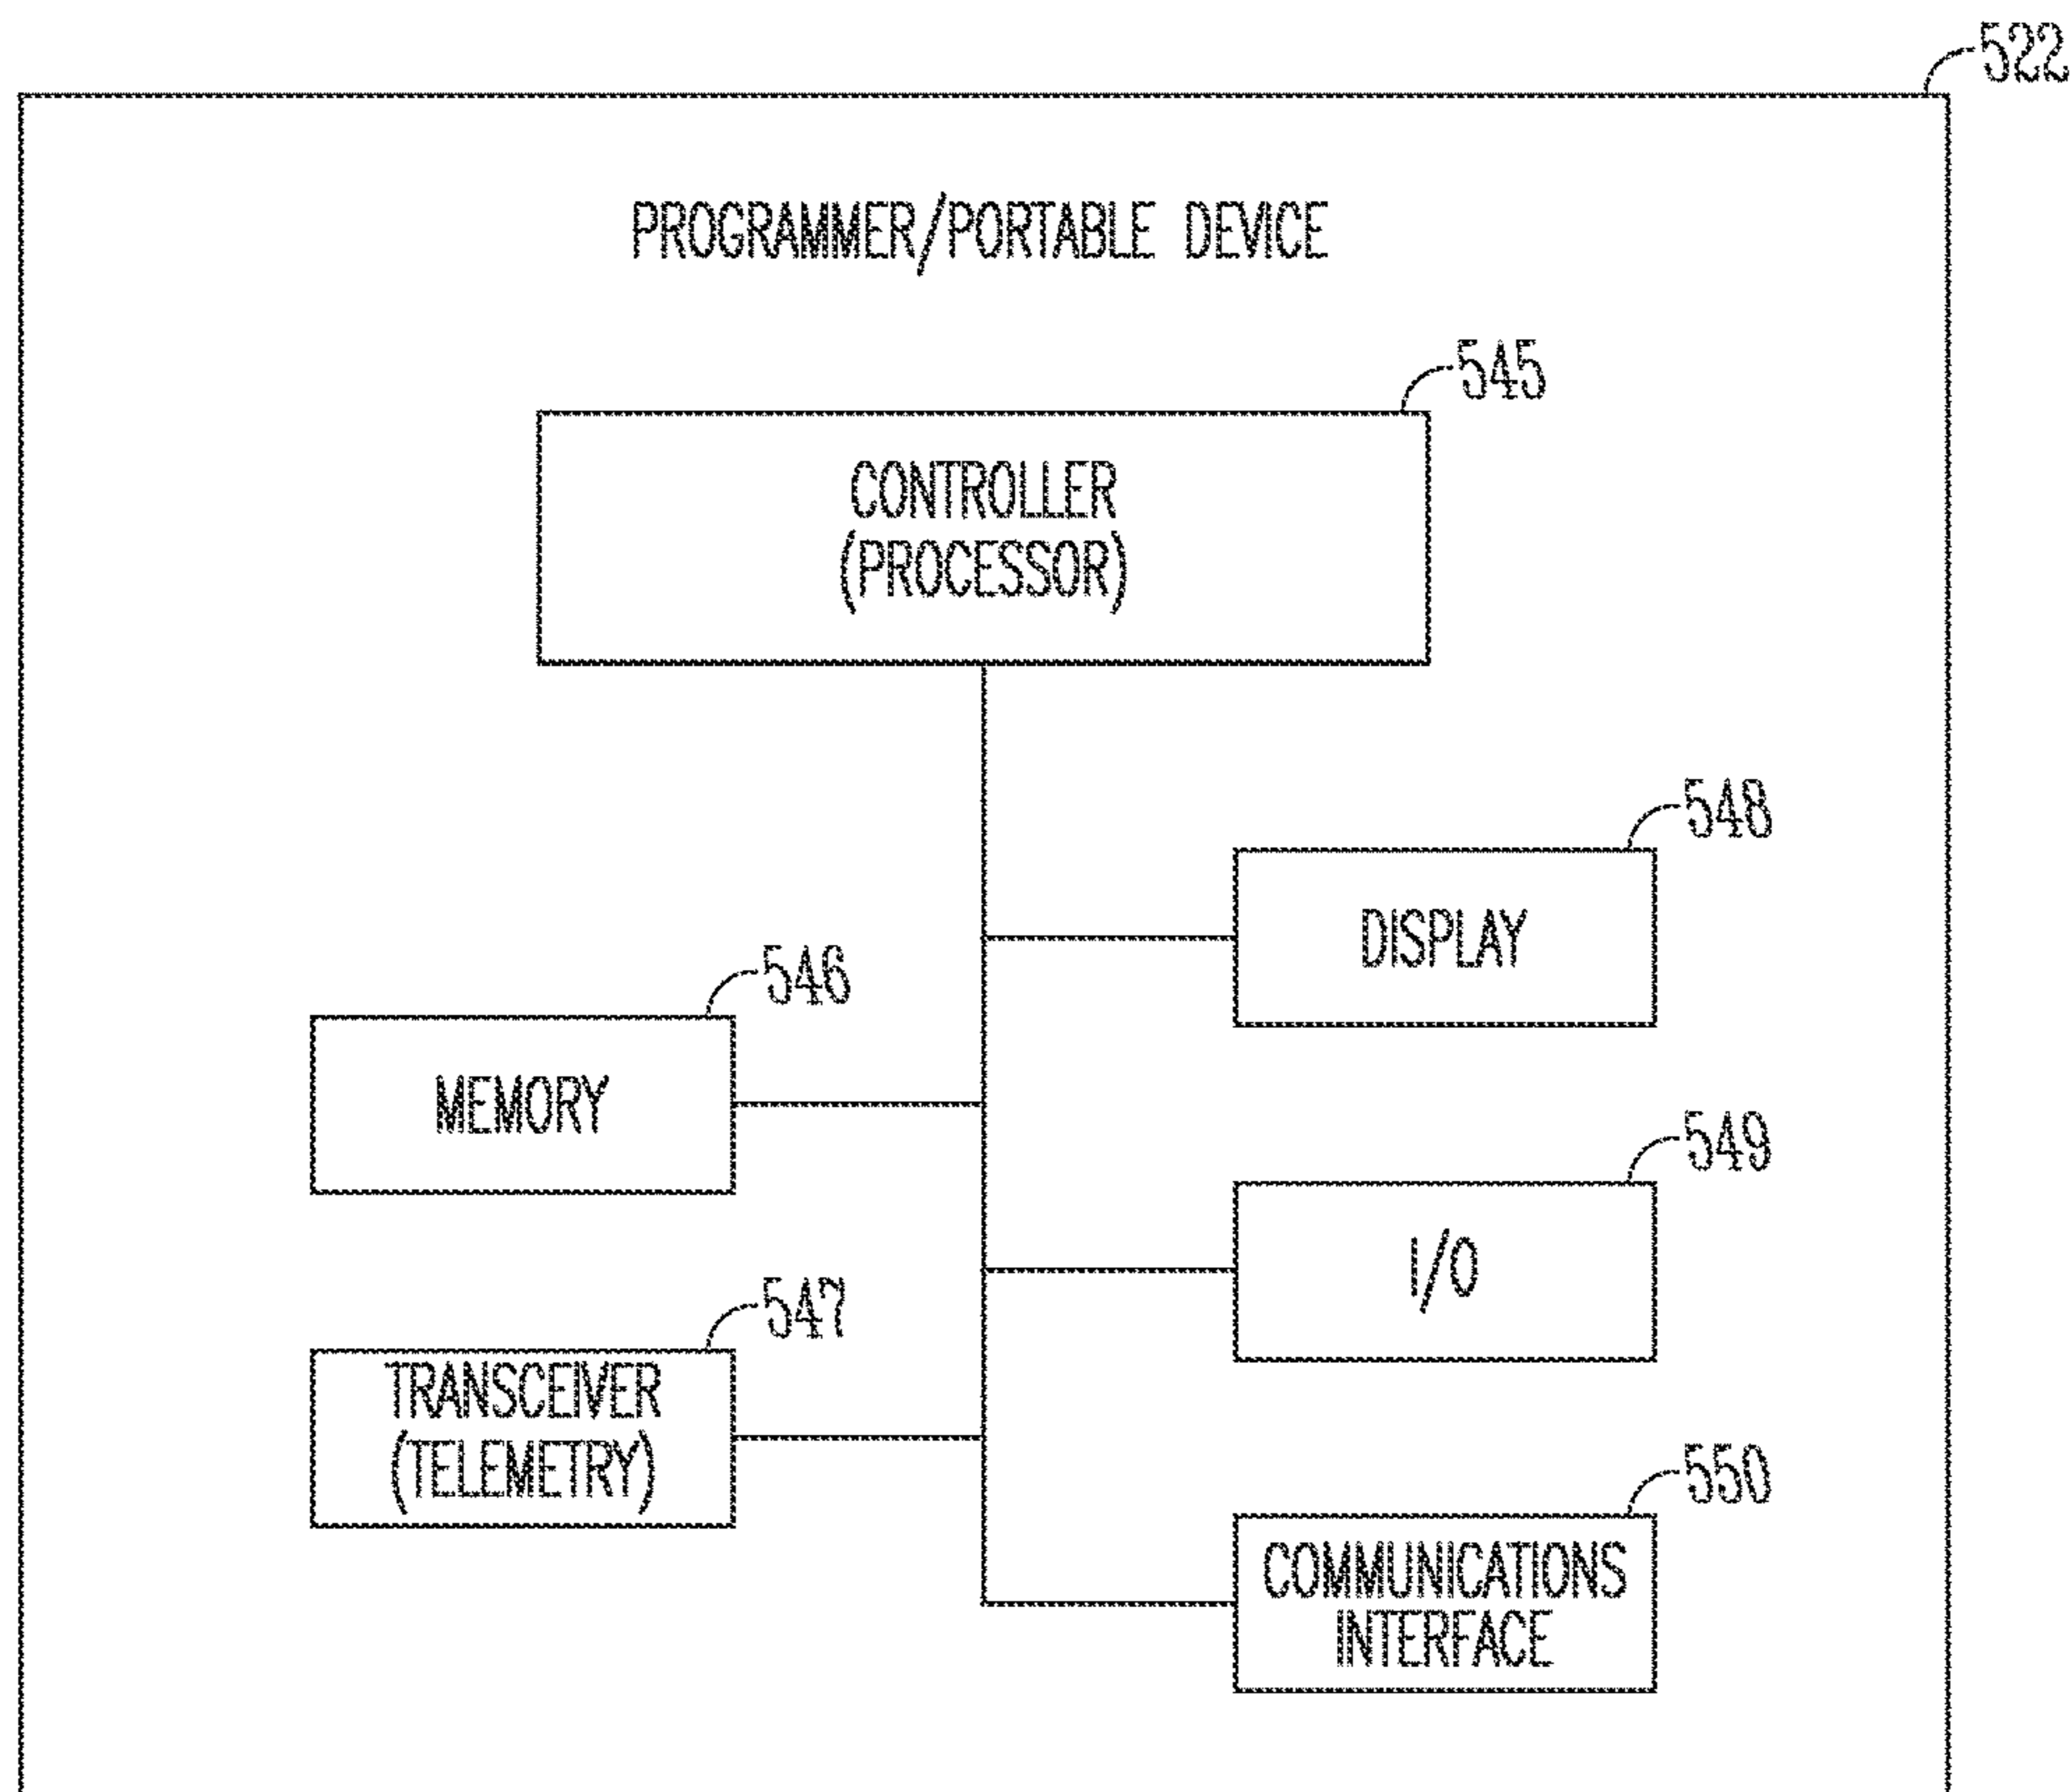 522
PROGRAMMER/PORTABLE DEVICE
545
CONTROLLER
(PROCESSOR)
548
DISPLAY
546
MEMORY
549
I/O
547
TRANSCEIVER
(TELEMETRY)
550
COMMUNICATIONS
INTERFACE